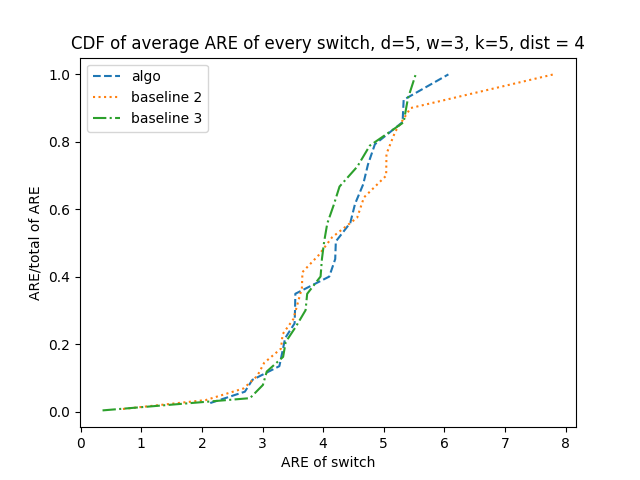 CDF of average ARE of every switch, d=5, w=3, k=5, dist = 4
algo
baseline 2
baseline 3
1.0
0.8
0.6
0.4
0.2
0.0
ARE/total of ARE
0 1 2 3 4 5 6 7 8
ARE of switch